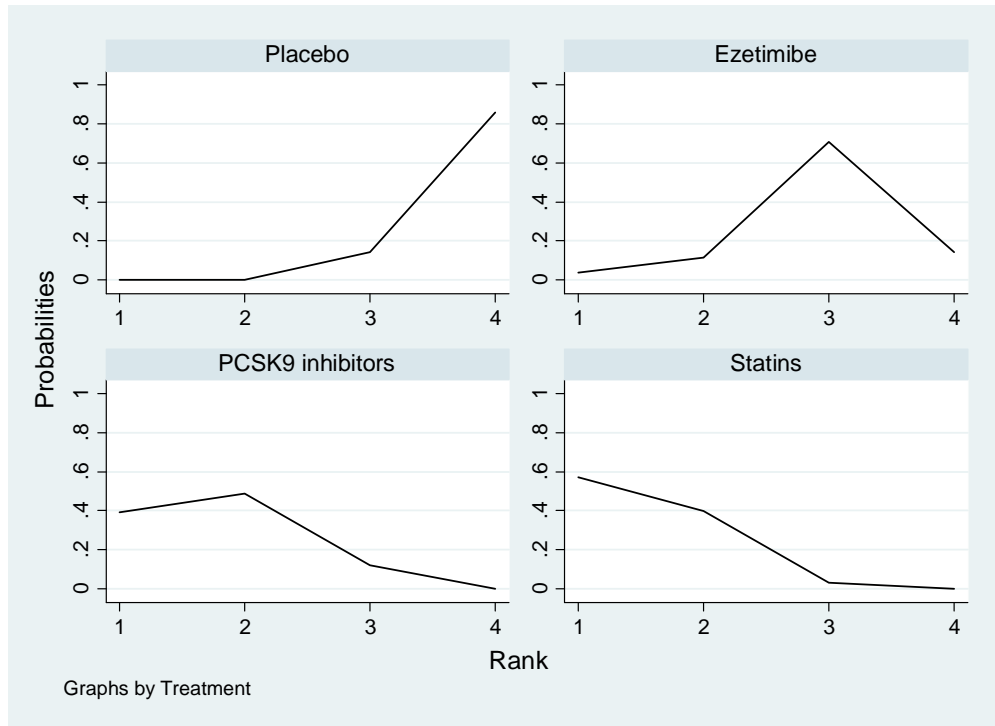 Placebo
1
.8
.6
.4
.2
0
1 2 3 4
Ezetimibe
1
.8
.6
.4
.2
0
1 2 3 4
PCSK9 inhibitors
1
.8
.6
.4
.2
0
1 2 3 4
Statins
1
.8
.6
.4
.2
0
1 2 3 4
Probabilities
Rank
Graphs by Treatment